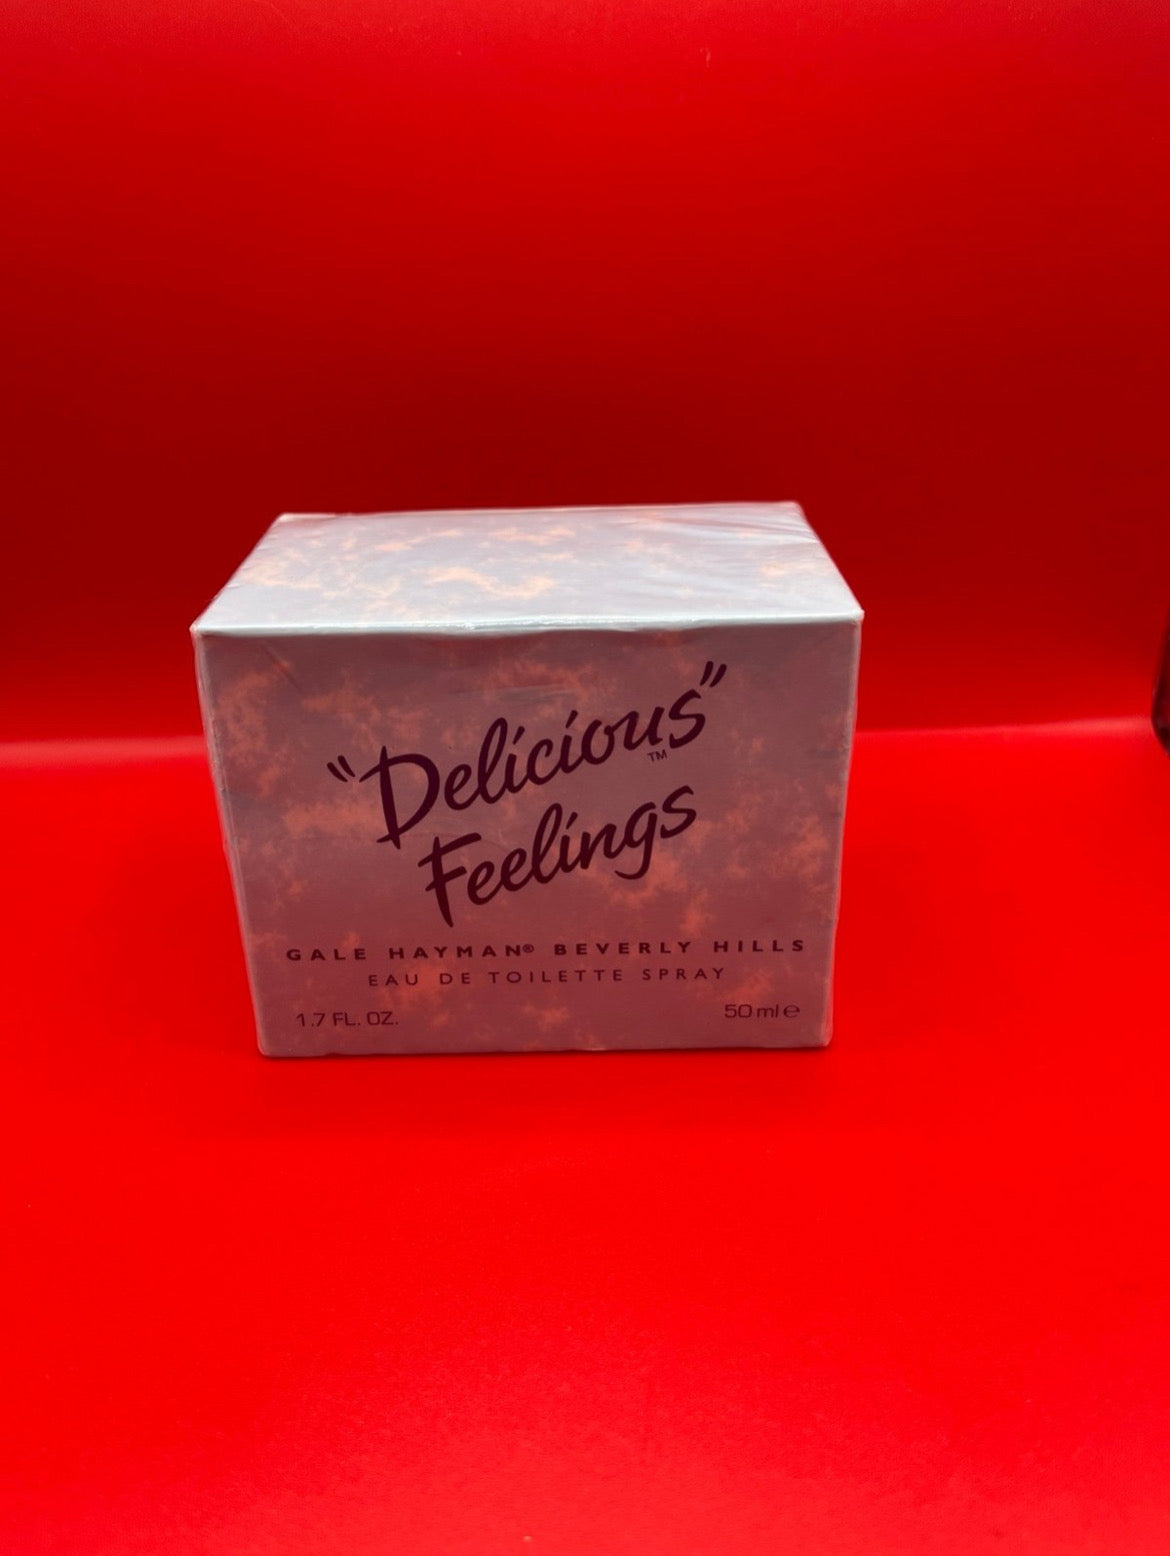 "Delicious"
™
Feelings
GALE HAYMAN® BEVERLY HILLS
EAU DE TOILETTE SPRAY
1.7 FL. OZ. 50 ml ℮